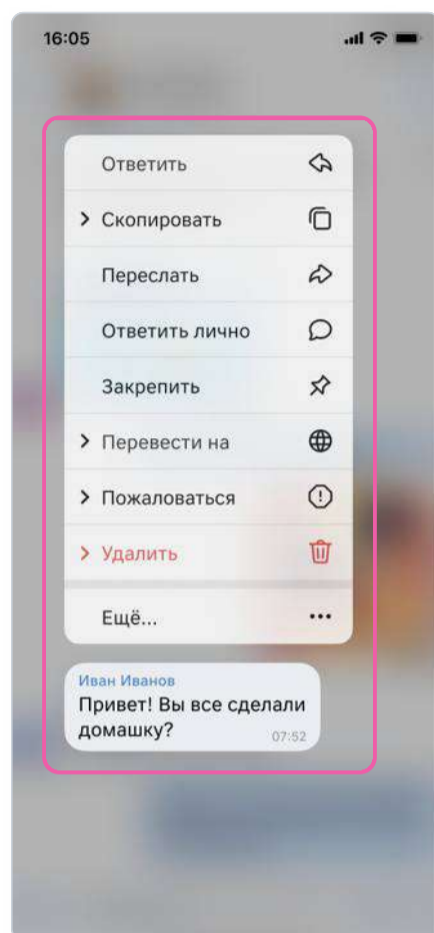 16:05
Ответить
Скопировать
Переслать
Ответить лично
Закрепить
Перевести на
Пожаловаться
Удалить
Ещё...
Иван Иванов
Привет! Вы все сделали
домашку?
07:52